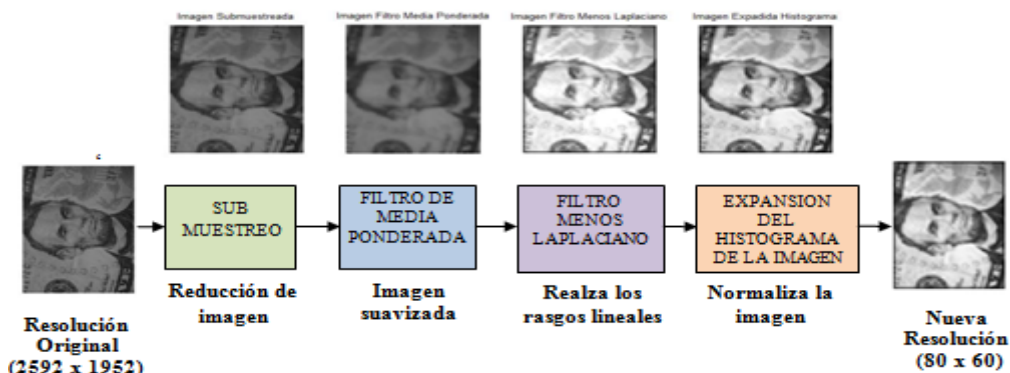 Imagen Submuestreada
Imagen Filtro Media Ponderada
Imagen Filtro Menos Laplaciano
Imagen Expadida Histograma
SUB
MUESTREO
FILTRO DE
MEDIA
PONDERADA
FILTRO
MENOS
LAPLACIANO
EXPANSION
DEL
HISTOGRAMA
DE LA IMAGEN
Resolución
Original
(2592 x 1952)
Reducción de
imagen
Imagen
suavizada
Realza los
rasgos lineales
Normaliza la
imagen
Nueva
Resolución
(80 x 60)